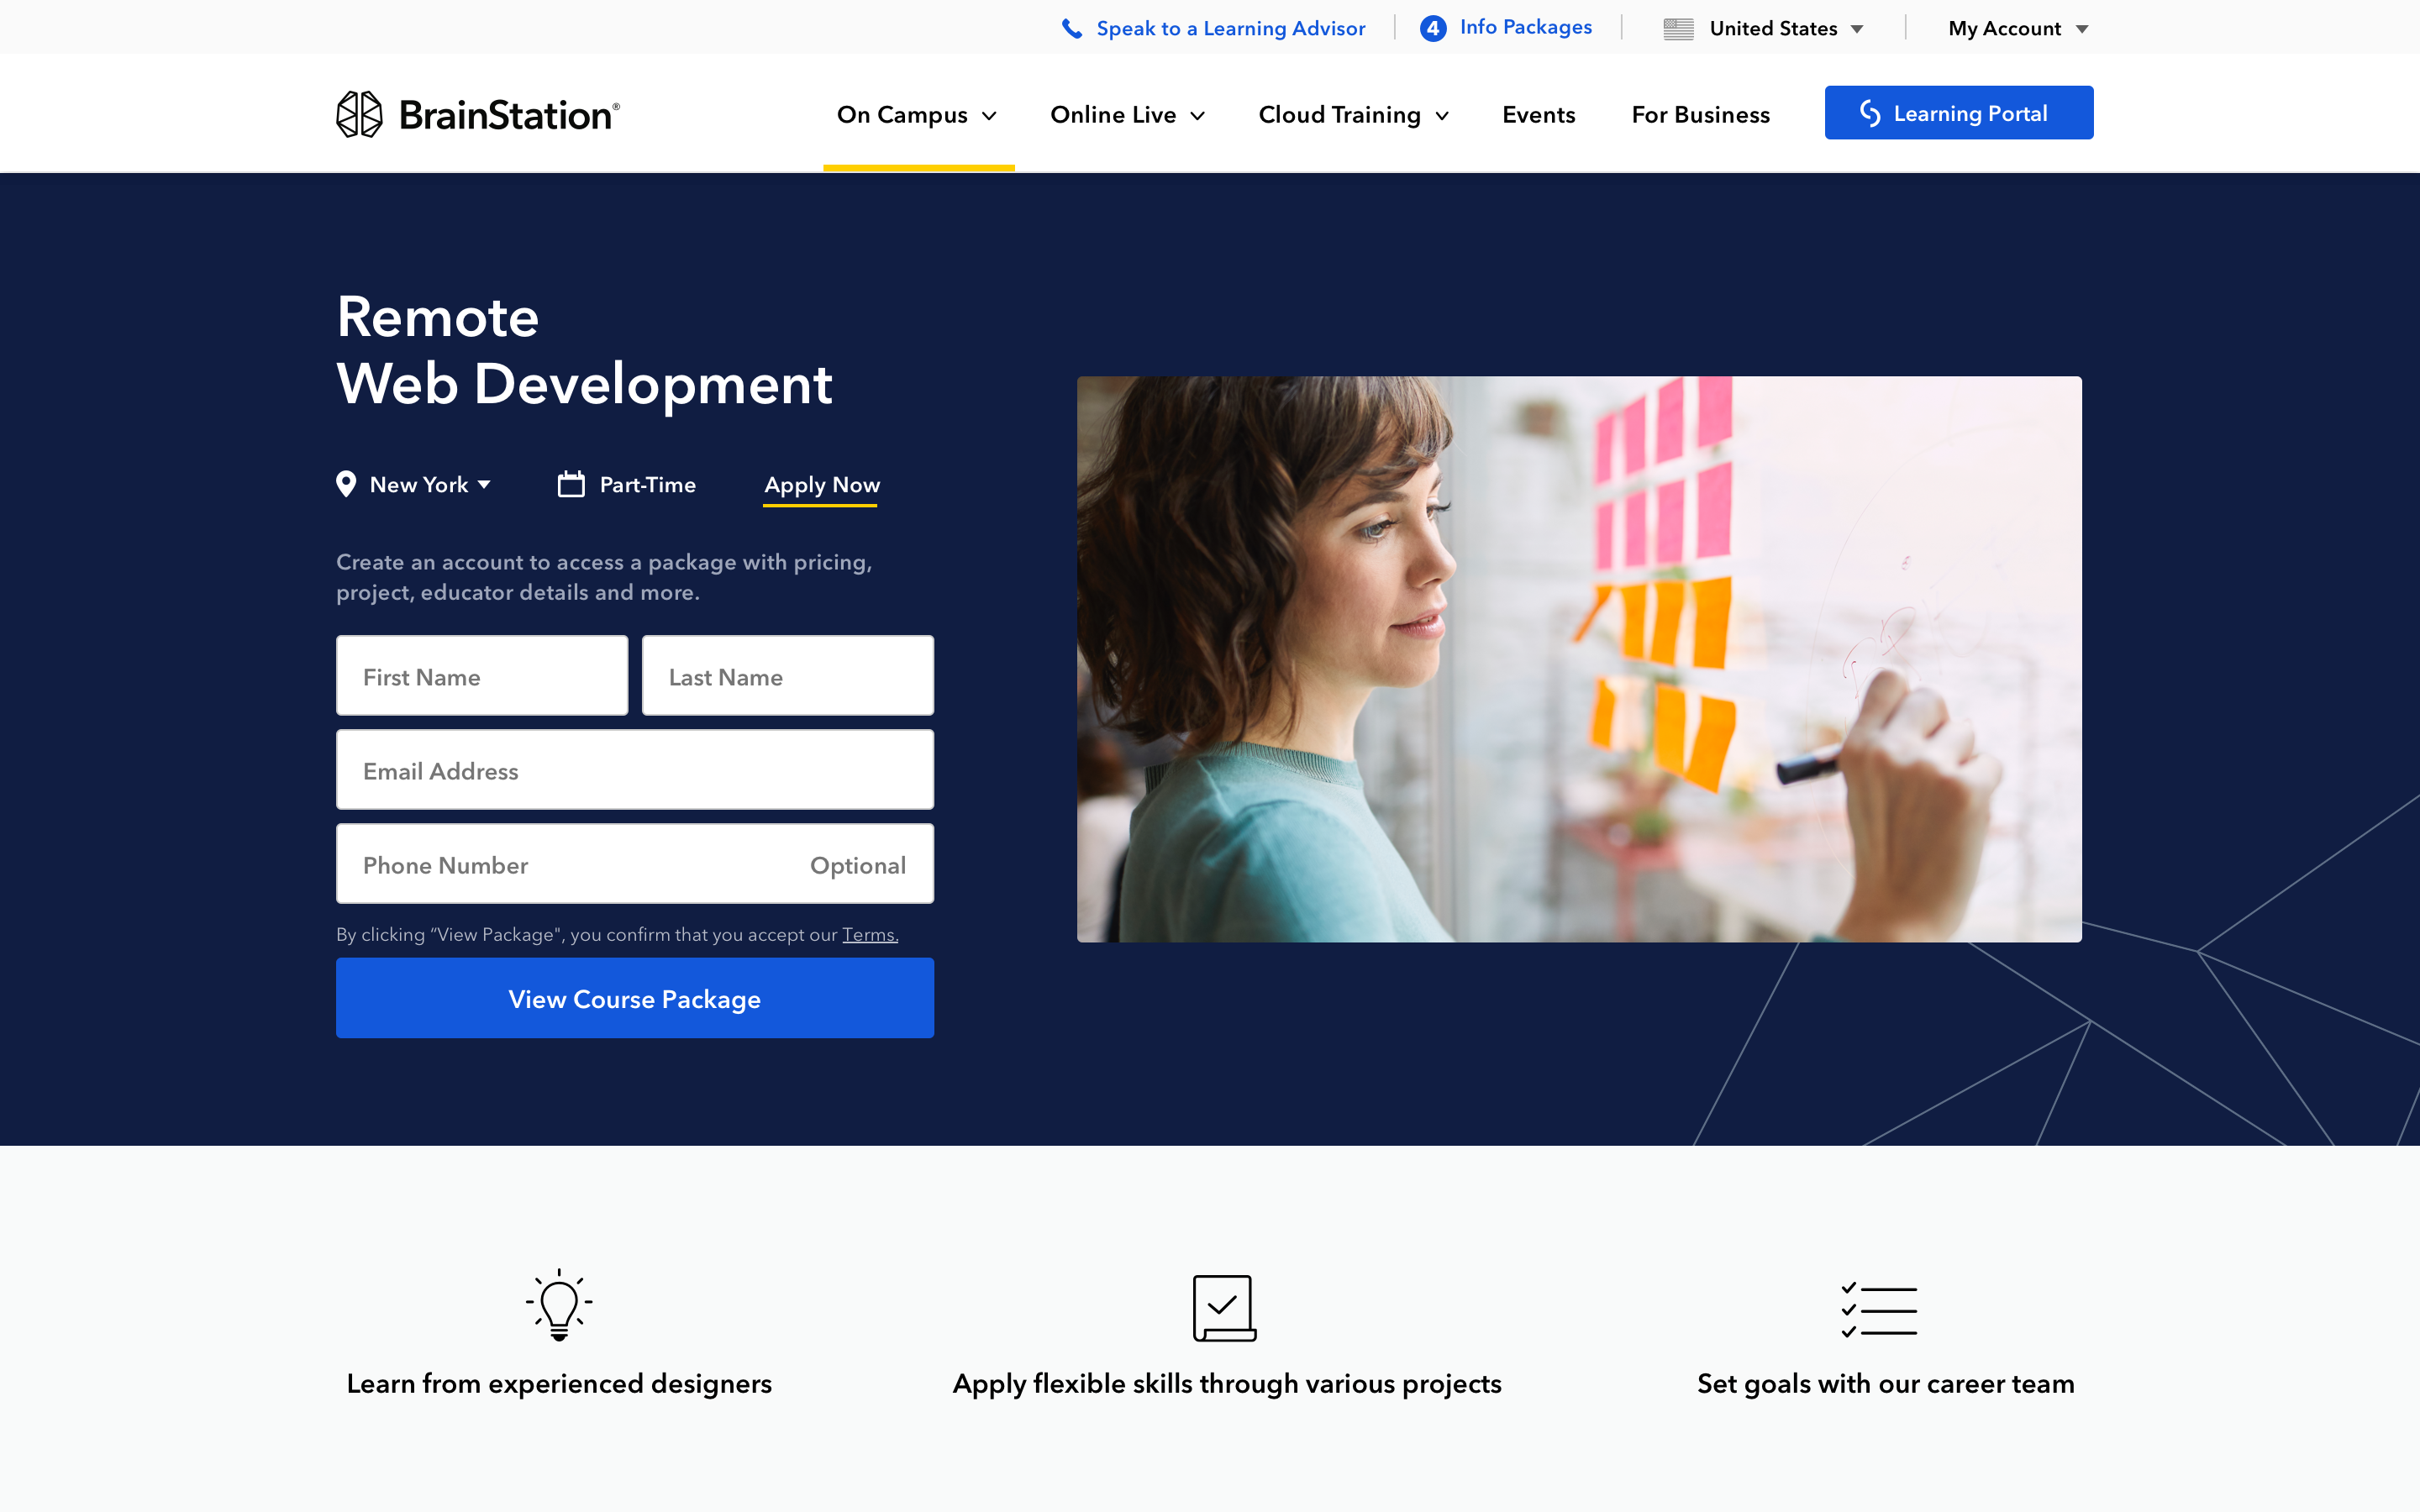 Speak to a Learning Advisor
4 Info Packages
United States
My Account
BrainStation®
On Campus
Online Live
Cloud Training
Events
For Business
Learning Portal
Remote
Web Development
New York
Part-Time
Apply Now
Create an account to access a package with pricing,
project, educator details and more.
First Name
Last Name
Email Address
Phone Number
Optional
By clicking “View Package", you confirm that you accept our Terms.
View Course Package
Learn from experienced designers
Apply flexible skills through various projects
Set goals with our career team